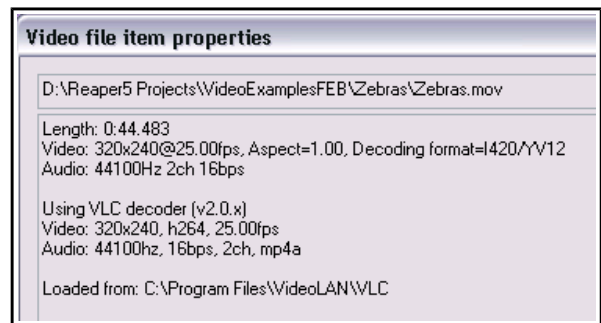 Video file item properties
D:\Reaper5 Projects\VideoExamplesFEB\Zebras\Zebras.mov
Length: 0:44.483
Video: 320x240@25.00fps, Aspect=1.00, Decoding format=I420/YV12
Audio: 44100Hz 2ch 16bps
Using VLC decoder (v2.0.x)
Video: 320x240, h264, 25.00fps
Audio: 44100hz, 16bps, 2ch, mp4a
Loaded from: C:\Program Files\VideoLAN\VLC